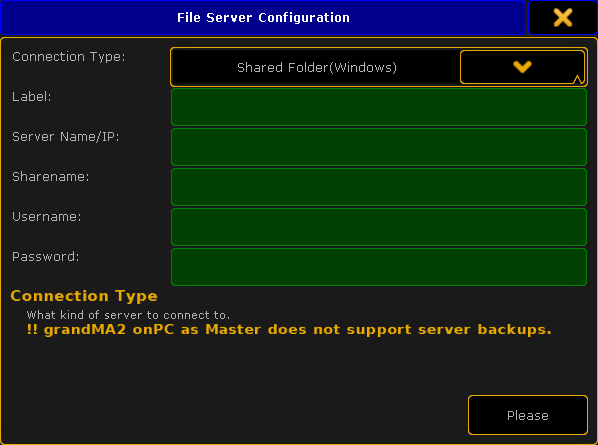 File Server Configuration
Connection Type:
Shared Folder(Windows)
Label:
Server Name/IP:
Sharename:
Username:
Password:
Connection Type
What kind of server to connect to.
!! grandMA2 onPC as Master does not support server backups.
Please